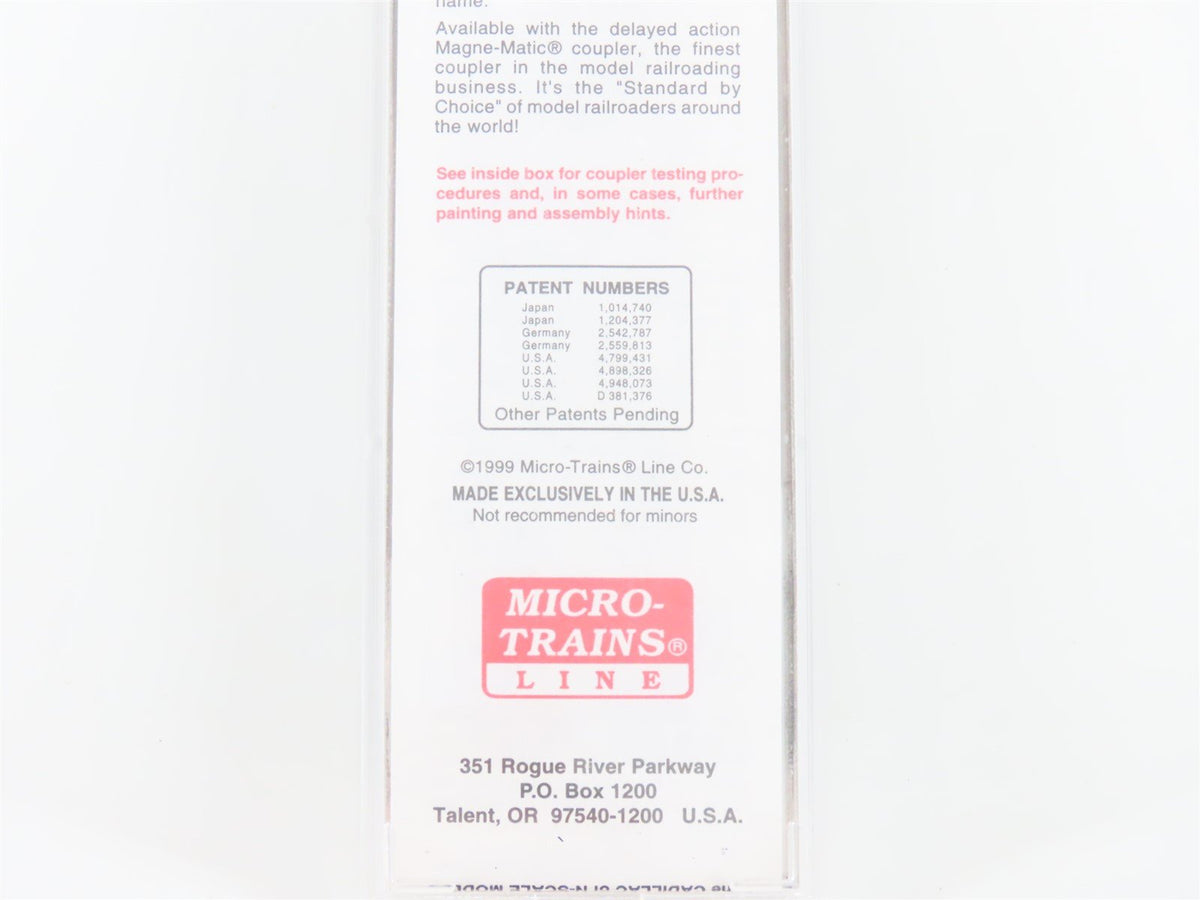 name.
Available with the delayed action
Magne-Matic® coupler, the finest
coupler in the model railroading
business. It's the "Standard by
Choice" of model railroaders around
the world!
See inside box for coupler testing pro-
cedures and, in some cases, further
painting and assembly hints.
PATENT NUMBERS
Japan 1,014,740
Japan 1,204,377
Germany 2,542,787
Germany 2,559,813
U.S.A. 4,799,431
U.S.A. 4,898,326
U.S.A. 4,948,073
U.S.A. D 381,376
Other Patents Pending
©1999 Micro-Trains® Line Co.
MADE EXCLUSIVELY IN THE U.S.A.
Not recommended for minors
MICRO-
TRAINS®
LINE
351 Rogue River Parkway
P.O. Box 1200
Talent, OR 97540-1200 U.S.A.